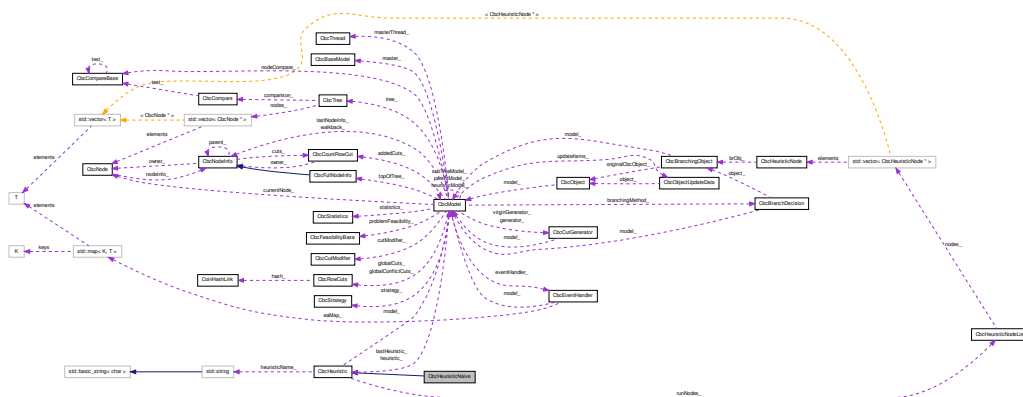 < CbcHeuristicNode * >
CbcThread
masterThread_
CbcBaseModel
master_
test_
CbcCompareBase
nodeCompare_
test_
CbcCompare
comparison_
CbcTree
tree_
nodes_
std::vector< T >
< CbcNode * >
std::vector< CbcNode * >
lastNodeInfo_
walkback_
elements
elements
parent_
CbcNode
owner_
nodeInfo_
CbcNodeInfo
cuts_
owner_
CbcCountRowCut
addedCuts_
CbcFullNodeInfo
topOfTree_
heuristicModel_
currentNode_
CbcModel
model_
updateItems_
originalCbcObject_
object_
model_
CbcObject
CbcObjectUpdateData
CbcBranchingObject
brObj_
CbcHeuristicNode
elements
std::vector< CbcHeuristicNode * >
object_
branchingMethod_
CbcBranchDecision
model_
T
elements
K
keys
std::map< K, T >
CbcStatistics
statistics_
CbcFeasibilityBase
problemFeasibility_
virginGenerator_
generator_
model_
CbcCutGenerator
CbcCutModifier
cutModifier_
CoinHashLink
hash_
CbcRowCuts
globalCuts_
globalConflictCuts_
CbcStrategy
strategy_
model_
eaMap_
eventHandler_
model_
CbcEventHandler
nodes_
CbcHeuristicNodeList
lastHeuristic_
heuristic_
std::basic_string< char >
std::string
heuristicName_
CbcHeuristic
CbcHeuristicNaive
runNodes_